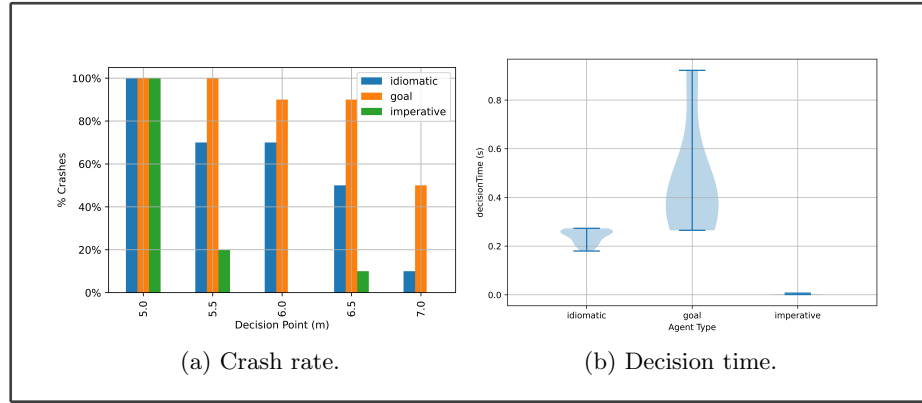 100%
80%
60%
40%
20%
0%
% Crashes
idiomatic
goal
imperative
5.0
5.5
6.0
6.5
7.0
Decision Point (m)
(a) Crash rate.
0.8
0.6
0.4
0.2
0.0
decisionTime (s)
idiomatic
goal
imperative
Agent Type
(b) Decision time.